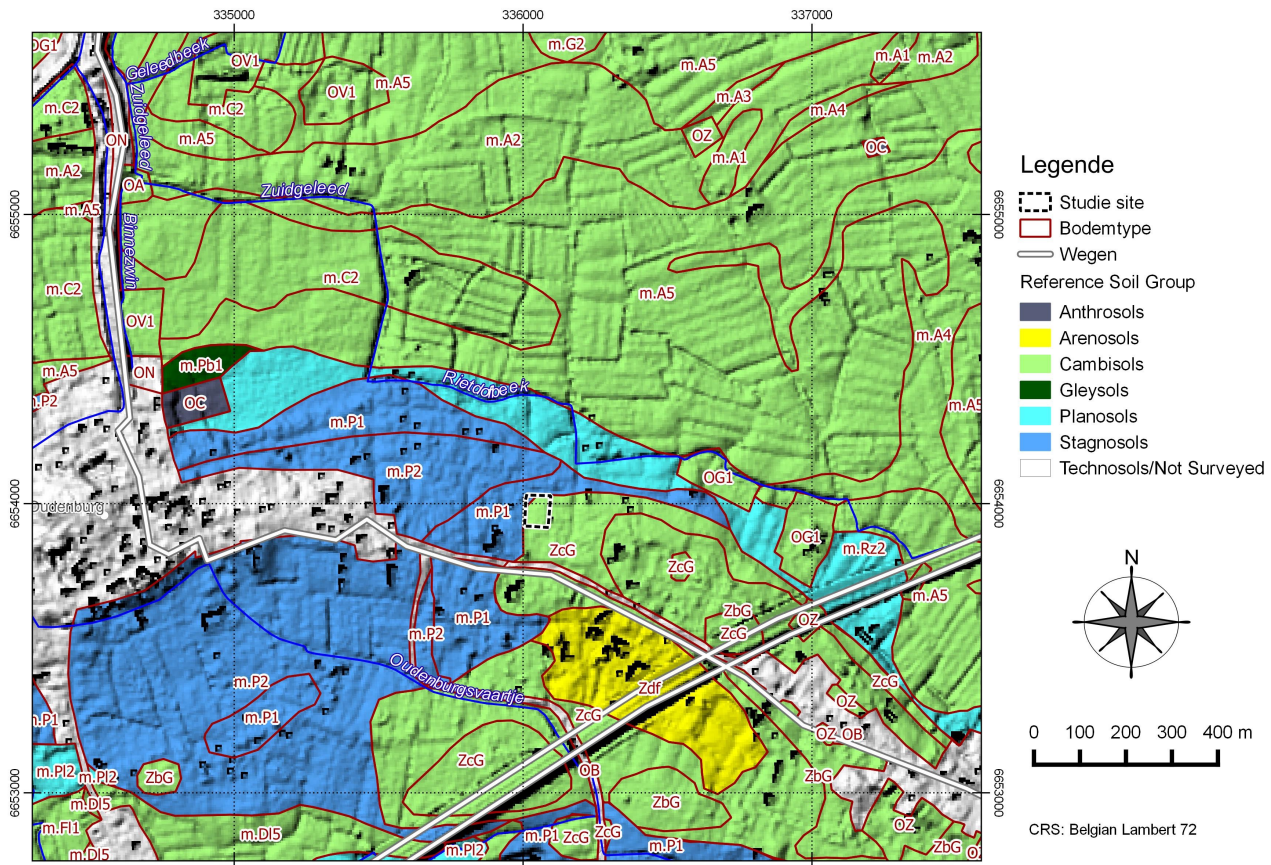 335000
336000
337000
OG1
Geleedbeek
OV1
m.G2
m.A5
m.A1
m.A2
m.A5
OV1
m.A3
m.C2
m.C2
m.A4
Zuidgeleed
ON
m.A5
m.A2
OZ
OC
m.A1
m.A2
OA
Zuidgeleed
m.A5
6655000
6655000
Binnezwin
m.C2
m.C2
m.A5
OV1
m.A4
m.A5
ON
m.Pb1
Rietdobeek
OC
m.A5
m.P1
m.P2
OG1
6654000
6654000
Oudenburg
m.P1
OG1
ZcG
m.Rz2
ZcG
m.A5
ZbG
m.P1
OZ
m.P2
ZcG
Oudenburgsvaartje
m.P2
Zdf
ZcG
OZ
m.P1
m.P1
ZcG
OZ
OB
ZcG
m.Pl2
m.Pl2
ZbG
OB
ZbG
6653000
6653000
m.Dl5
ZbG
m.Fl1
m.Dl5
m.P1
ZcG
ZcG
OZ
m.Dl5
m.Pl2
m.P1
ZbG
Legende
Studie site
Bodemtype
Wegen
Reference Soil Group
Anthrosols
Arenosols
Cambisols
Gleysols
Planosols
Stagnosols
Technosols/Not Surveyed
N
0 100 200 300 400 m
CRS: Belgian Lambert 72